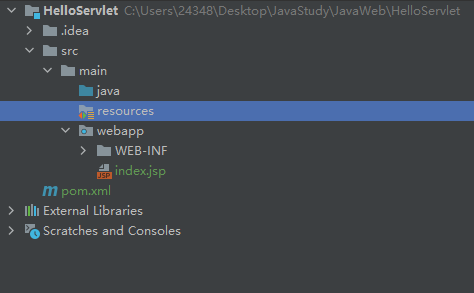 HelloServlet C:\Users\24348\Desktop\JavaStudy\JavaWeb\HelloServlet
.idea
src
main
java
resources
webapp
WEB-INF
JSP index.jsp
m pom.xml
External Libraries
Scratches and Consoles